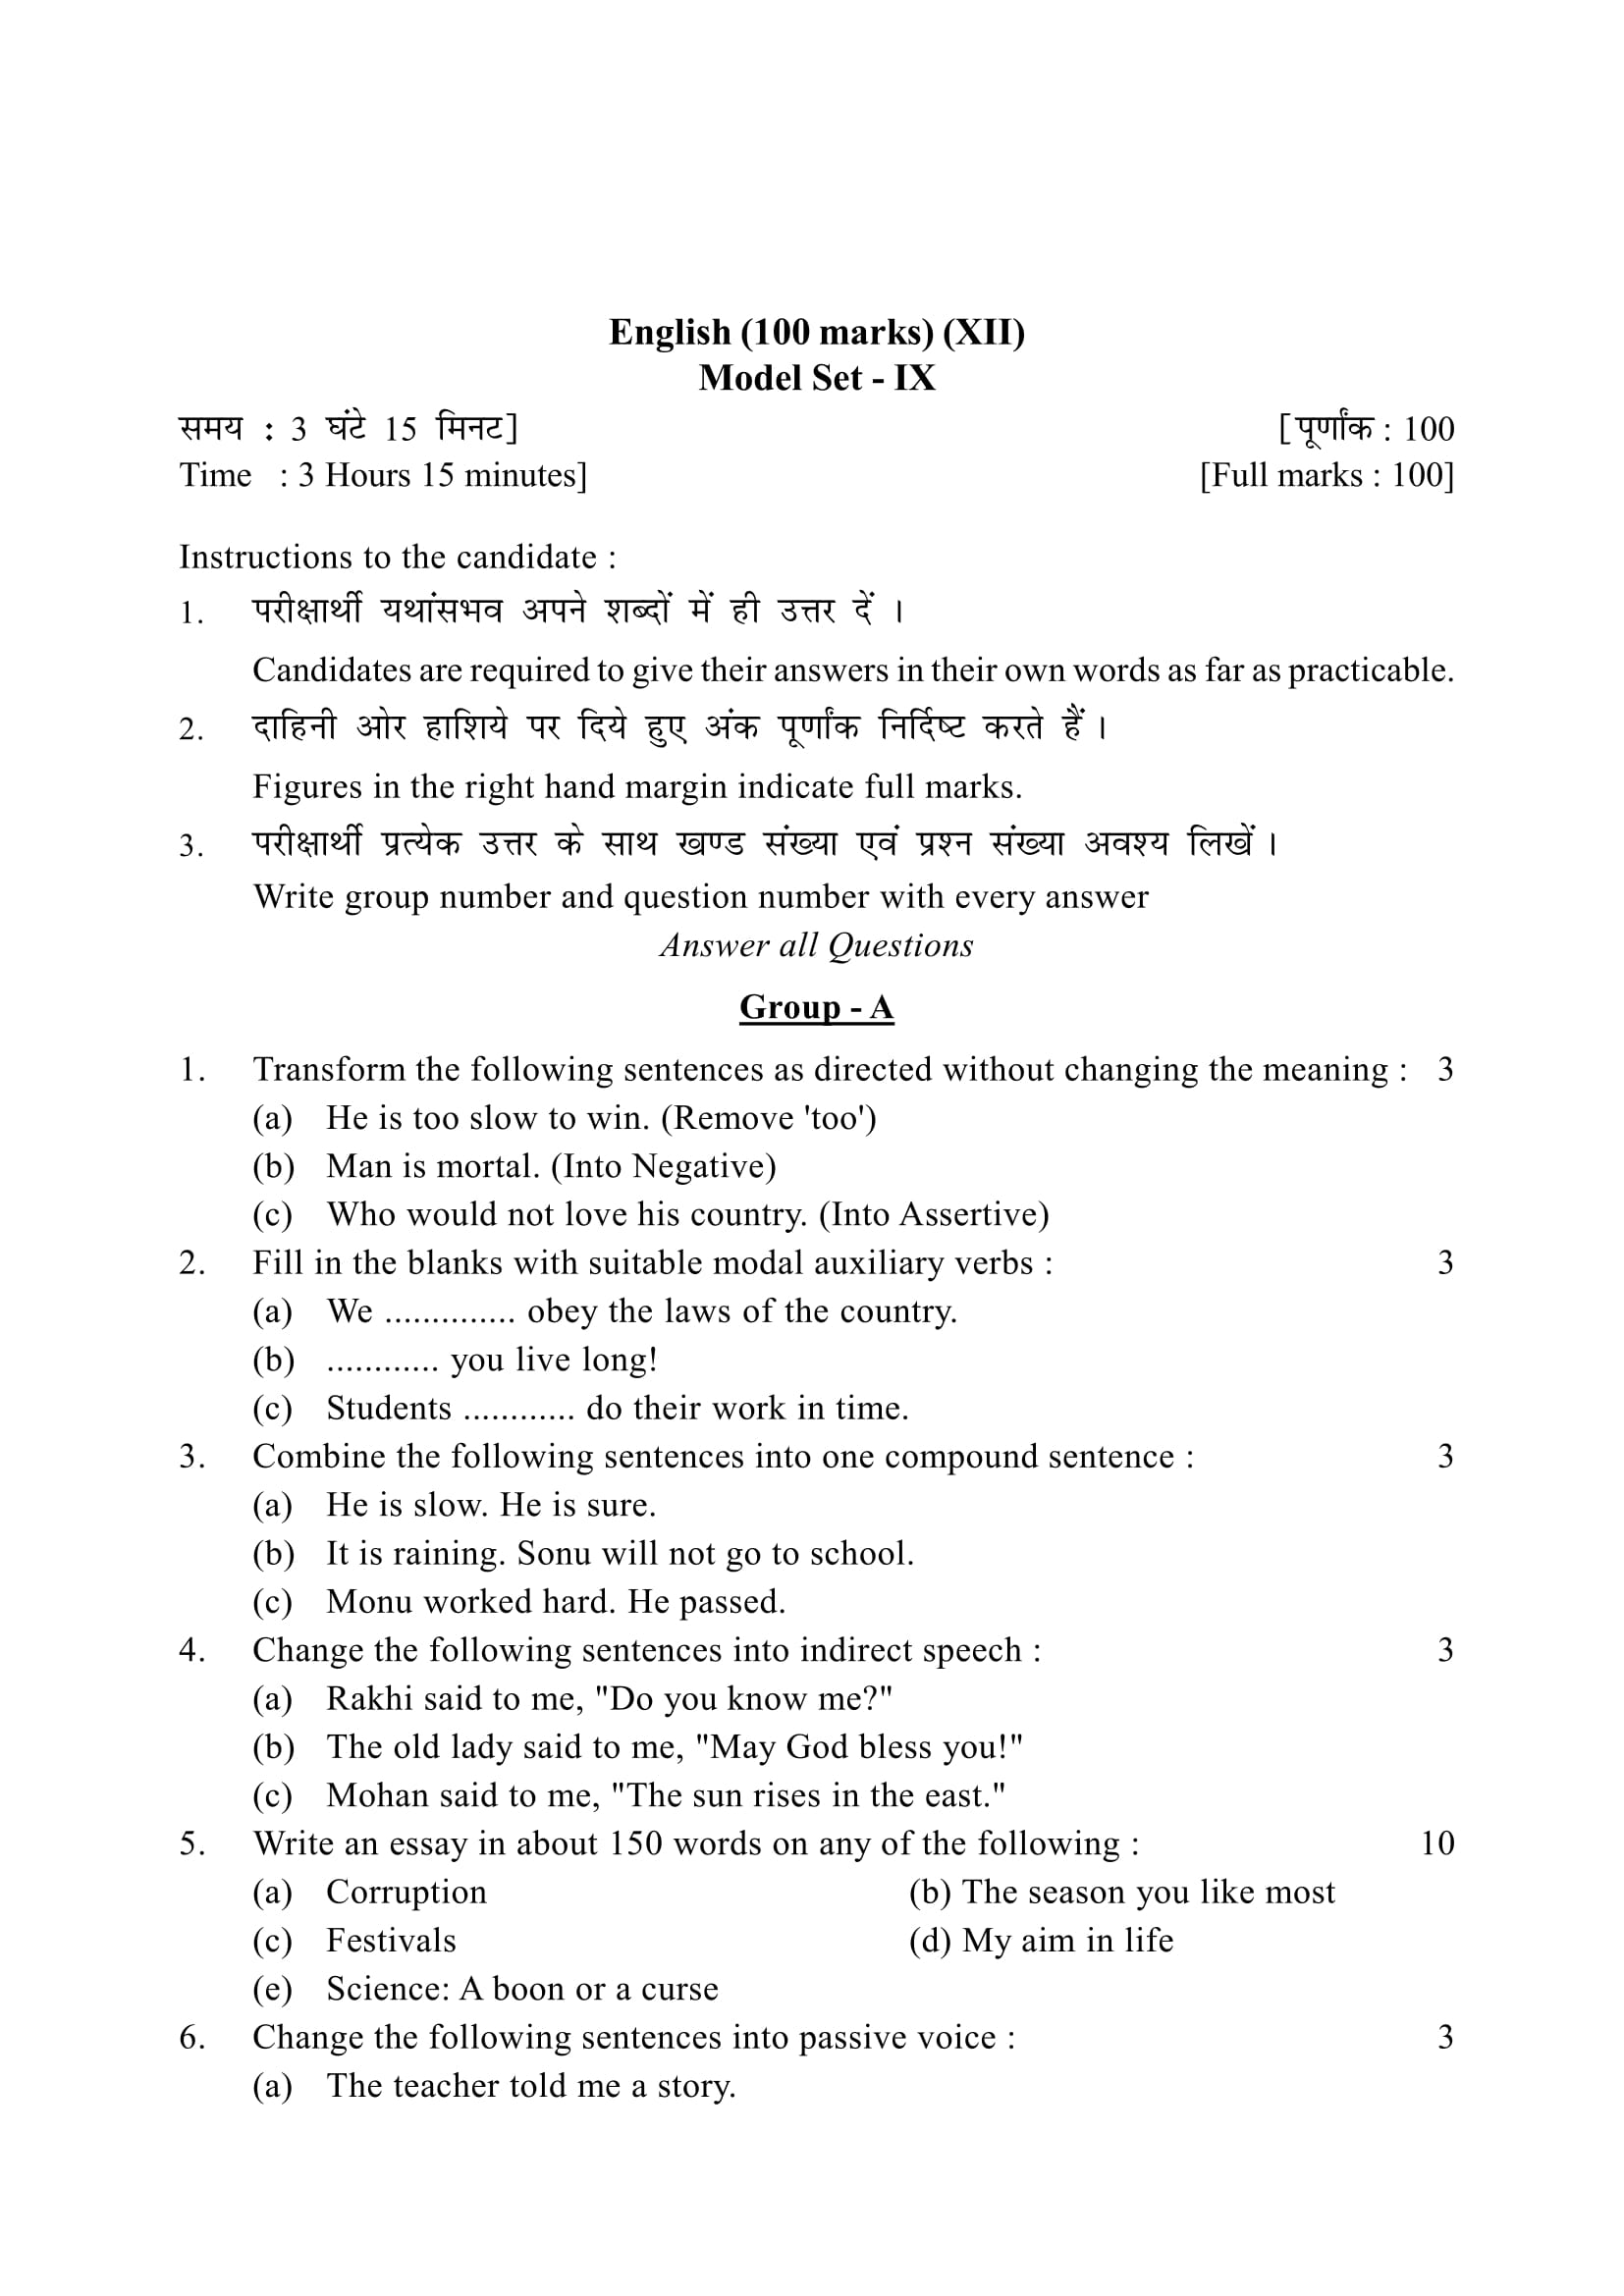 English (100 marks) (XII)
Model Set - IX
समय : 3 घंटे 15 मिनट] [पूर्णांक : 100
Time : 3 Hours 15 minutes] [Full marks : 100]
Instructions to the candidate :
1. परीक्षार्थी यथांसभव अपने शब्दों में ही उत्तर दें ।
Candidates are required to give their answers in their own words as far as practicable.
2. दाहिनी ओर हाशिये पर दिये हुए अंक पूर्णांक निर्दिष्ट करते हैं ।
Figures in the right hand margin indicate full marks.
3. परीक्षार्थी प्रत्येक उत्तर के साथ खण्ड संख्या एवं प्रश्न संख्या अवश्य लिखें ।
Write group number and question number with every answer
Answer all Questions
Group - A
1. Transform the following sentences as directed without changing the meaning : 3
(a) He is too slow to win. (Remove 'too')
(b) Man is mortal. (Into Negative)
(c) Who would not love his country. (Into Assertive)
2. Fill in the blanks with suitable modal auxiliary verbs : 3
(a) We .............. obey the laws of the country.
(b) ............ you live long!
(c) Students ............ do their work in time.
3. Combine the following sentences into one compound sentence : 3
(a) He is slow. He is sure.
(b) It is raining. Sonu will not go to school.
(c) Monu worked hard. He passed.
4. Change the following sentences into indirect speech : 3
(a) Rakhi said to me, "Do you know me?"
(b) The old lady said to me, "May God bless you!"
(c) Mohan said to me, "The sun rises in the east."
5. Write an essay in about 150 words on any of the following : 10
(a) Corruption (b) The season you like most
(c) Festivals (d) My aim in life
(e) Science: A boon or a curse
6. Change the following sentences into passive voice : 3
(a) The teacher told me a story.